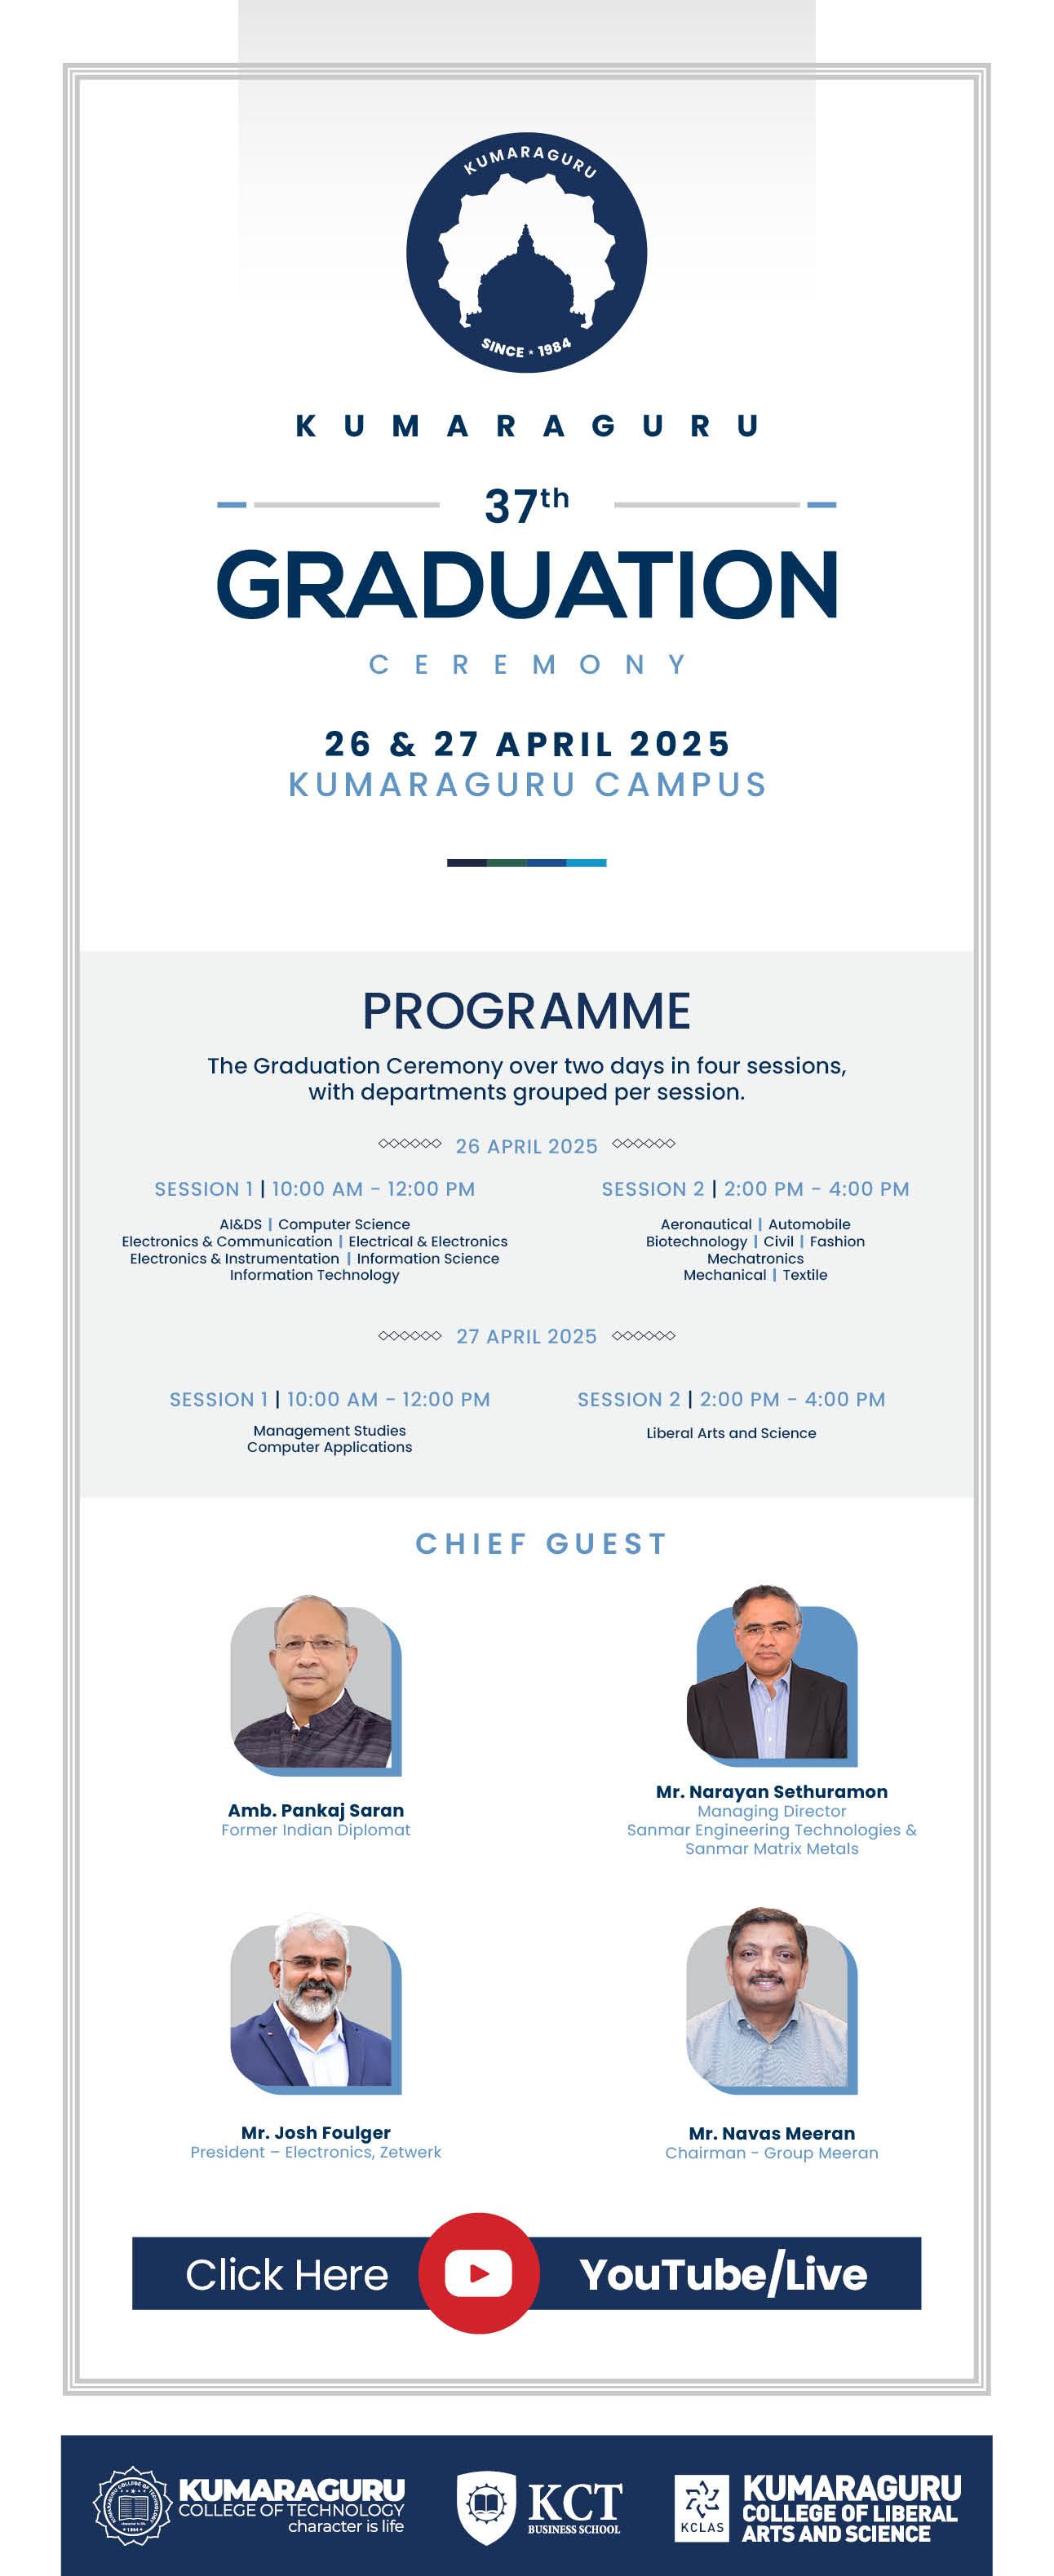 KUMARAGURU
SINCE • 1984
KUMARAGURU
37th
GRADUATION
CEREMONY
26 & 27 APRIL 2025
KUMARAGURU CAMPUS
PROGRAMME
The Graduation Ceremony over two days in four sessions,
with departments grouped per session.
26 APRIL 2025
SESSION 1 | 10:00 AM - 12:00 PM
AI&DS | Computer Science
Electronics & Communication | Electrical & Electronics
Electronics & Instrumentation | Information Science
Information Technology
SESSION 2 | 2:00 PM - 4:00 PM
Aeronautical | Automobile
Biotechnology | Civil | Fashion
Mechatronics
Mechanical | Textile
27 APRIL 2025
SESSION 1 | 10:00 AM - 12:00 PM
Management Studies
Computer Applications
SESSION 2 | 2:00 PM - 4:00 PM
Liberal Arts and Science
CHIEF GUEST
Amb. Pankaj Saran
Former Indian Diplomat
Mr. Narayan Sethuramon
Managing Director
Sanmar Engineering Technologies &
Sanmar Matrix Metals
Mr. Josh Foulger
President – Electronics, Zetwerk
Mr. Navas Meeran
Chairman - Group Meeran
Click Here
YouTube/Live
KUMARAGURU
COLLEGE OF TECHNOLOGY
character is life
KCT
BUSINESS SCHOOL
KCLAS
KUMARAGURU
COLLEGE OF LIBERAL
ARTS AND SCIENCE